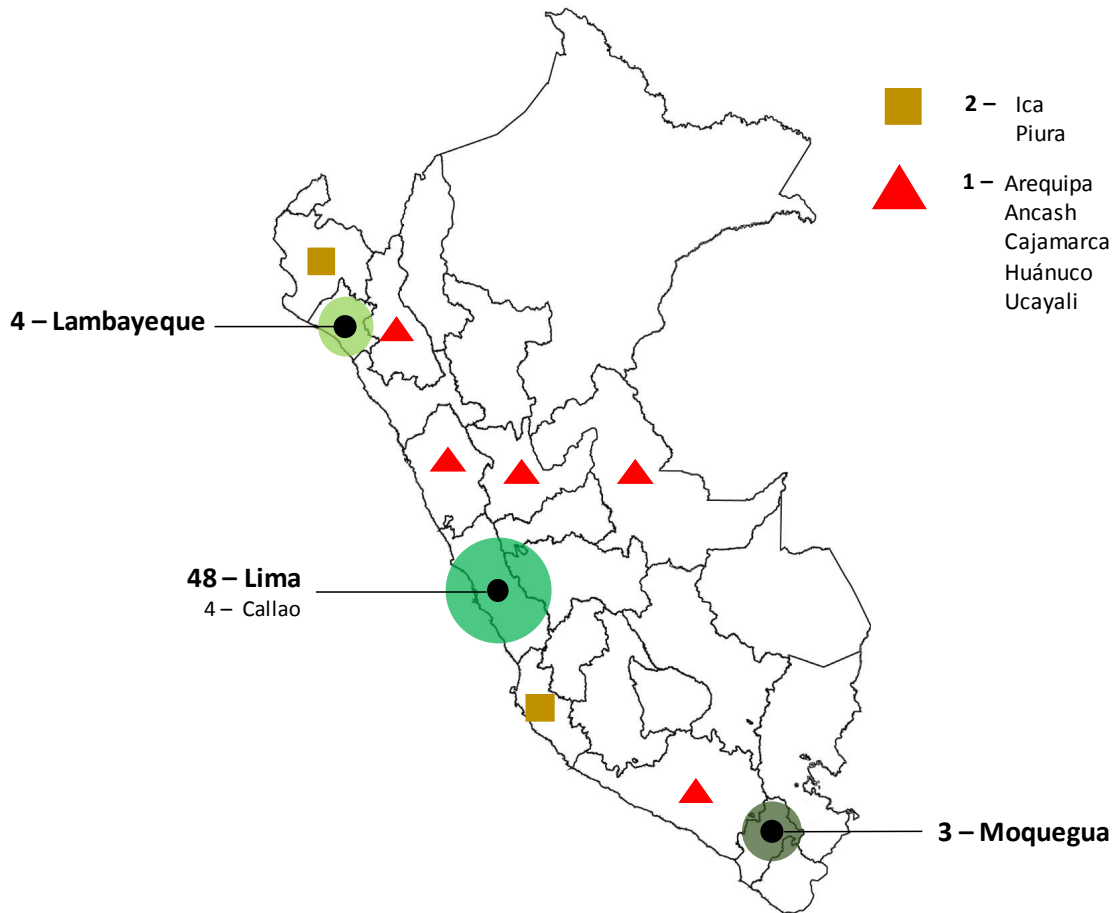 2 – Ica
Piura
1 – Arequipa
Ancash
Cajamarca
Huánuco
Ucayali
4 – Lambayeque
48 – Lima
4 – Callao
3 – Moquegua